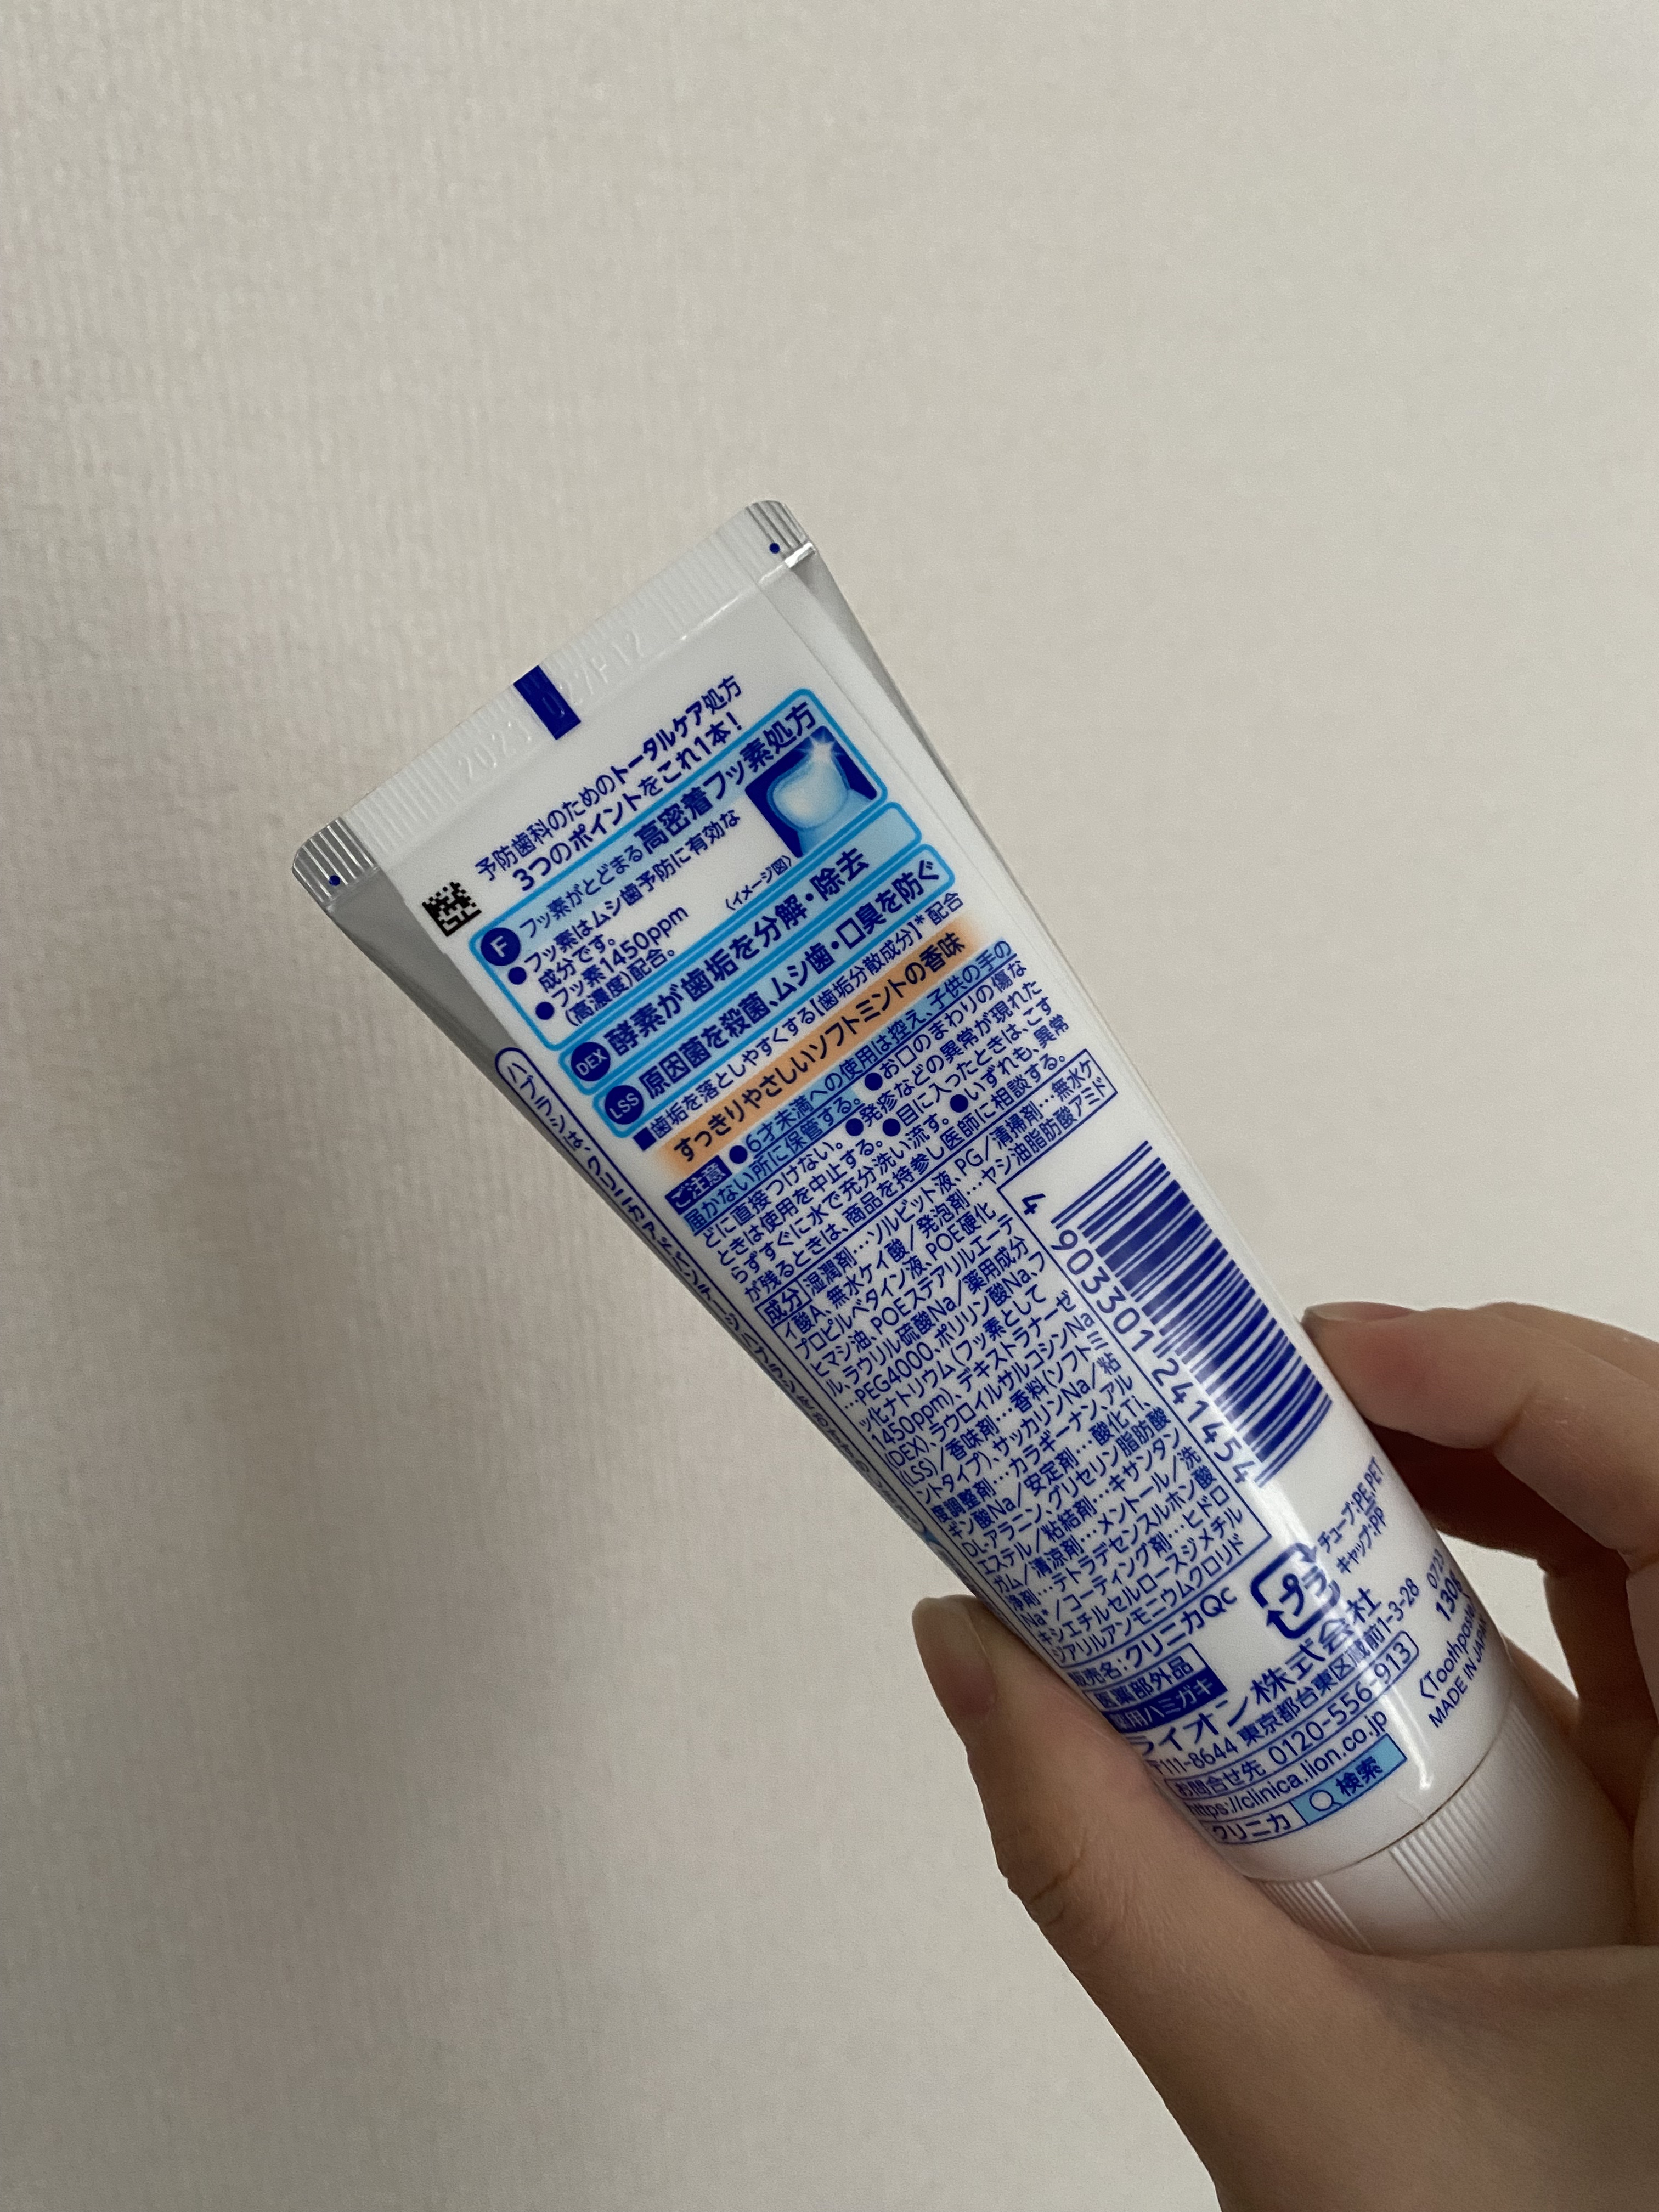 予防歯科のためのトータルケア処方
3つのポイントをこれ1本!
F フッ素がとどまる高密着フッ素処方
●フッ素はムシ歯予防に有効な
成分です。
●フッ素1450ppm
(高濃度)配合。
〈イメージ図〉
DEX 酵素が歯垢を分解・除去
LSS 原因菌を殺菌、ムシ歯・口臭を防ぐ
■歯垢を落としやすくする【歯垢分散成分】*配合
すっきりやさしいソフトミントの香味
ご注意 ●6才未満への使用は控え、子供の手の
届かない所に保管する。●お口のまわりの傷な
どに直接つけない。●発疹などの異常が現れた
ときは使用を中止する。●目に入ったときは、こす
らずすぐに水で充分洗い流す。●いずれも、異常
が残るときは、商品を持参し医師に相談する。
成分 湿潤剤…ソルビット液、PG/清掃剤…無水ケ
イ酸A、無水ケイ酸/発泡剤…ヤシ油脂肪酸アミド
プロピルベタイン液、POE硬化
ヒマシ油、POEステアリルエーテ
ル、ラウリル硫酸Na/薬用成分
…PEG4000、ポリリン酸Na、フ
ッ化ナトリウム(フッ素として
1450ppm)、デキストラナーゼ
(DEX)、ラウロイルサルコシンNa
(LSS)/香味剤…香料(ソフトミ
ントタイプ)、サッカリンNa/粘
度調整剤…カラギーナン、アル
ギン酸Na/安定剤…酸化Ti、
DL-アラニン、グリセリン脂肪酸
エステル/粘結剤…キサンタン
ガム/清涼剤…メントール/洗
浄剤…テトラデセンスルホン酸
Na*/コーティング剤…ヒドロ
キシエチルセルロースジメチル
ジアリルアンモニウムクロリド
4 903301 241454
販売名:クリニカQc
医薬部外品
薬用ハミガキ
プラ
チューブ:PE,PET
キャップ:PP
ライオン株式会社
〒111-8644 東京都台東区蔵前1-3-28
お問合せ先 0120-556-913
https://clinica.lion.co.jp
クリニカ 検索
0723
130g
MADE IN JAPAN